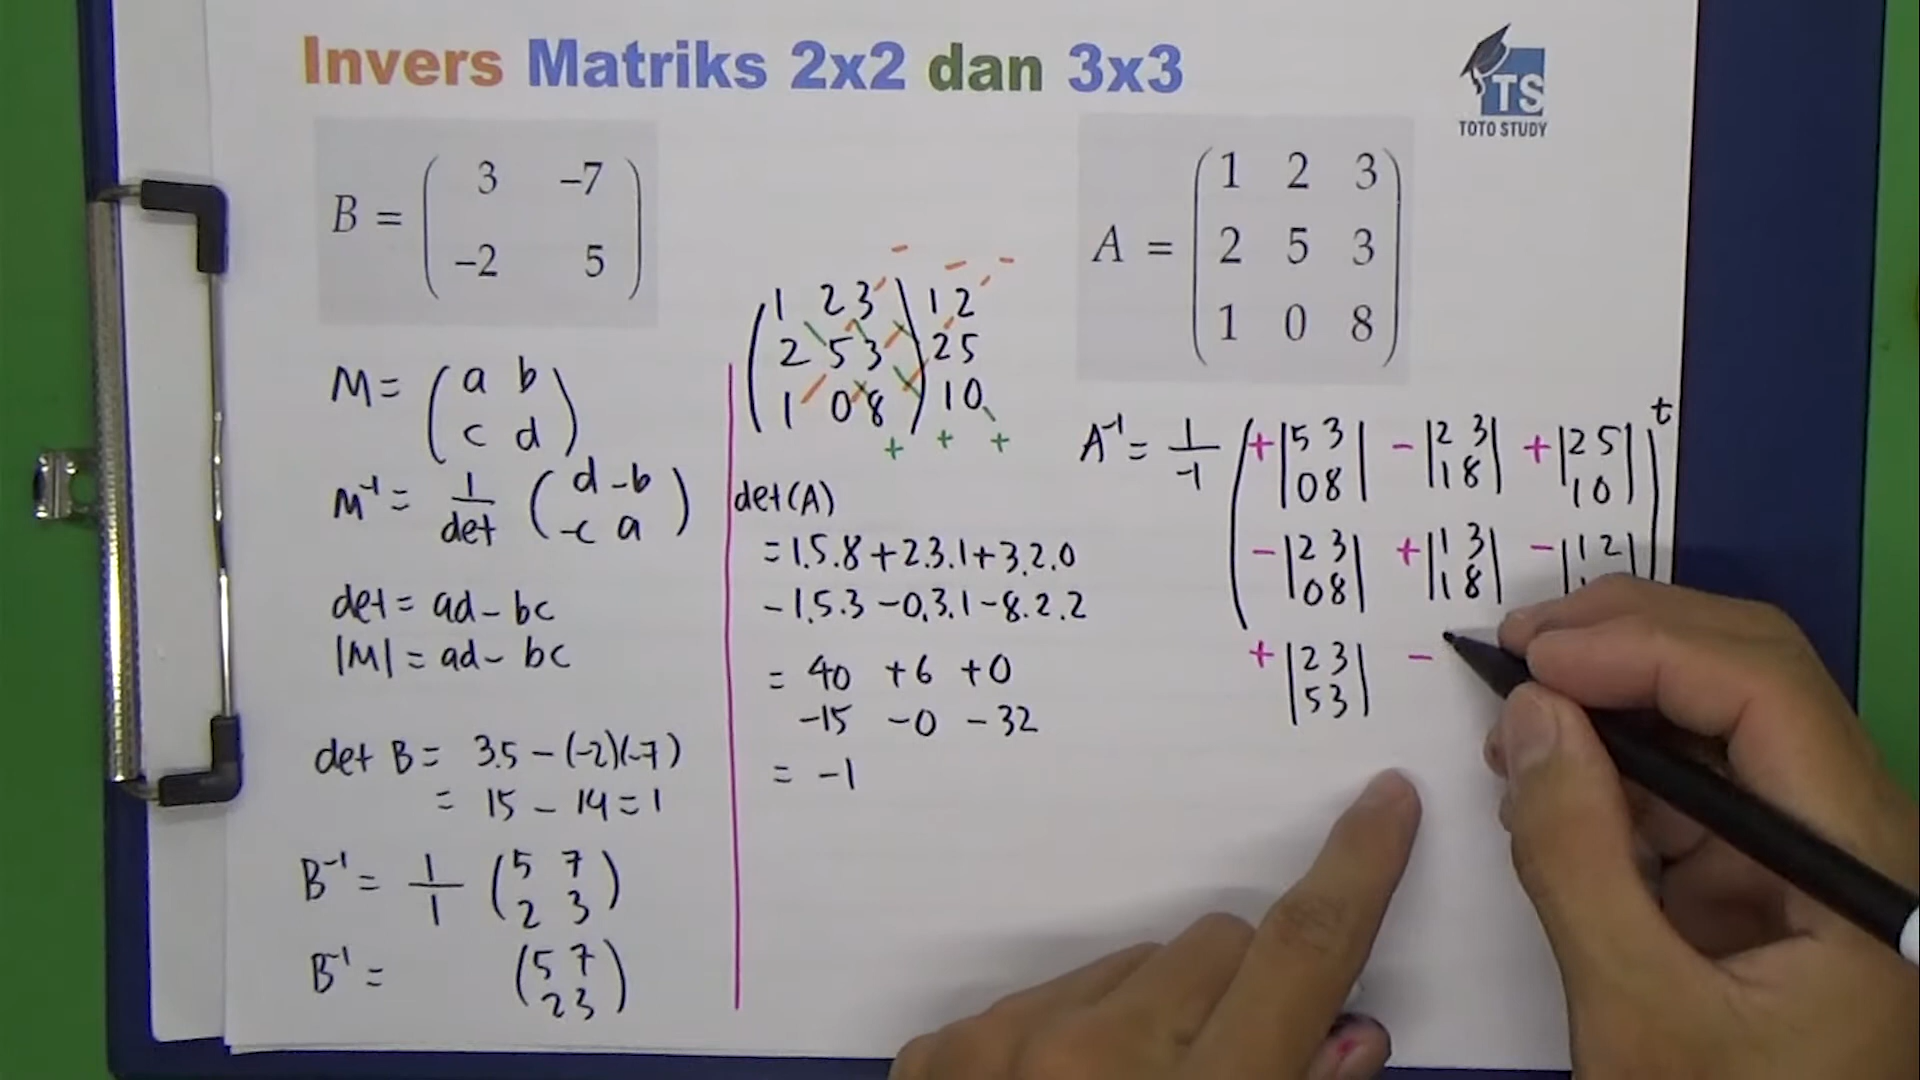 Invers Matriks 2x2 dan 3x3
TS
TOTO STUDY
B = ( 3 −7
−2 5 )
M = ( a b
c d )
M⁻¹ = 1/det ( d -b
-c a )
det = ad - bc
|M| = ad - bc
det B = 3.5 - (-2)(-7)
= 15 - 14 = 1
B⁻¹ = 1/1 ( 5 7
2 3 )
B⁻¹ = ( 5 7
2 3 )
- - -
( 1 2 3 ) 1 2
( 2 5 3 ) 2 5
( 1 0 8 ) 1 0
+ + +
det(A)
= 1.5.8 + 2.3.1 + 3.2.0
- 1.5.3 - 0.3.1 - 8.2.2
= 40 + 6 + 0
- 15 - 0 - 32
= -1
A = ( 1 2 3
2 5 3
1 0 8 )
A⁻¹ = 1/-1 ( + |5 3| - |2 3| + |2 5| ) t
|0 8| |1 8| |1 0|
- |2 3| + |1 3| - |1 2|
|0 8| |1 8|
+ |2 3| -
|5 3|